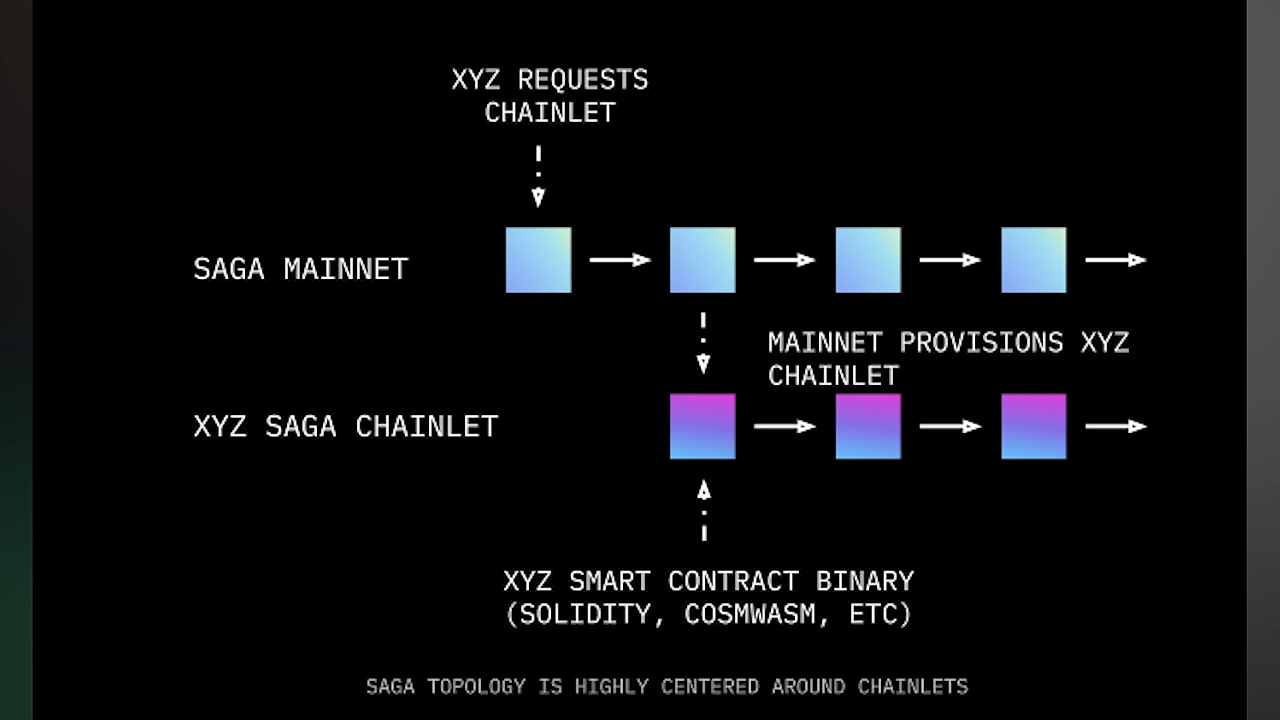 XYZ REQUESTS
CHAINLET
SAGA MAINNET
MAINNET PROVISIONS XYZ
CHAINLET
XYZ SAGA CHAINLET
XYZ SMART CONTRACT BINARY
(SOLIDITY, COSMWASM, ETC)
SAGA TOPOLOGY IS HIGHLY CENTERED AROUND CHAINLETS